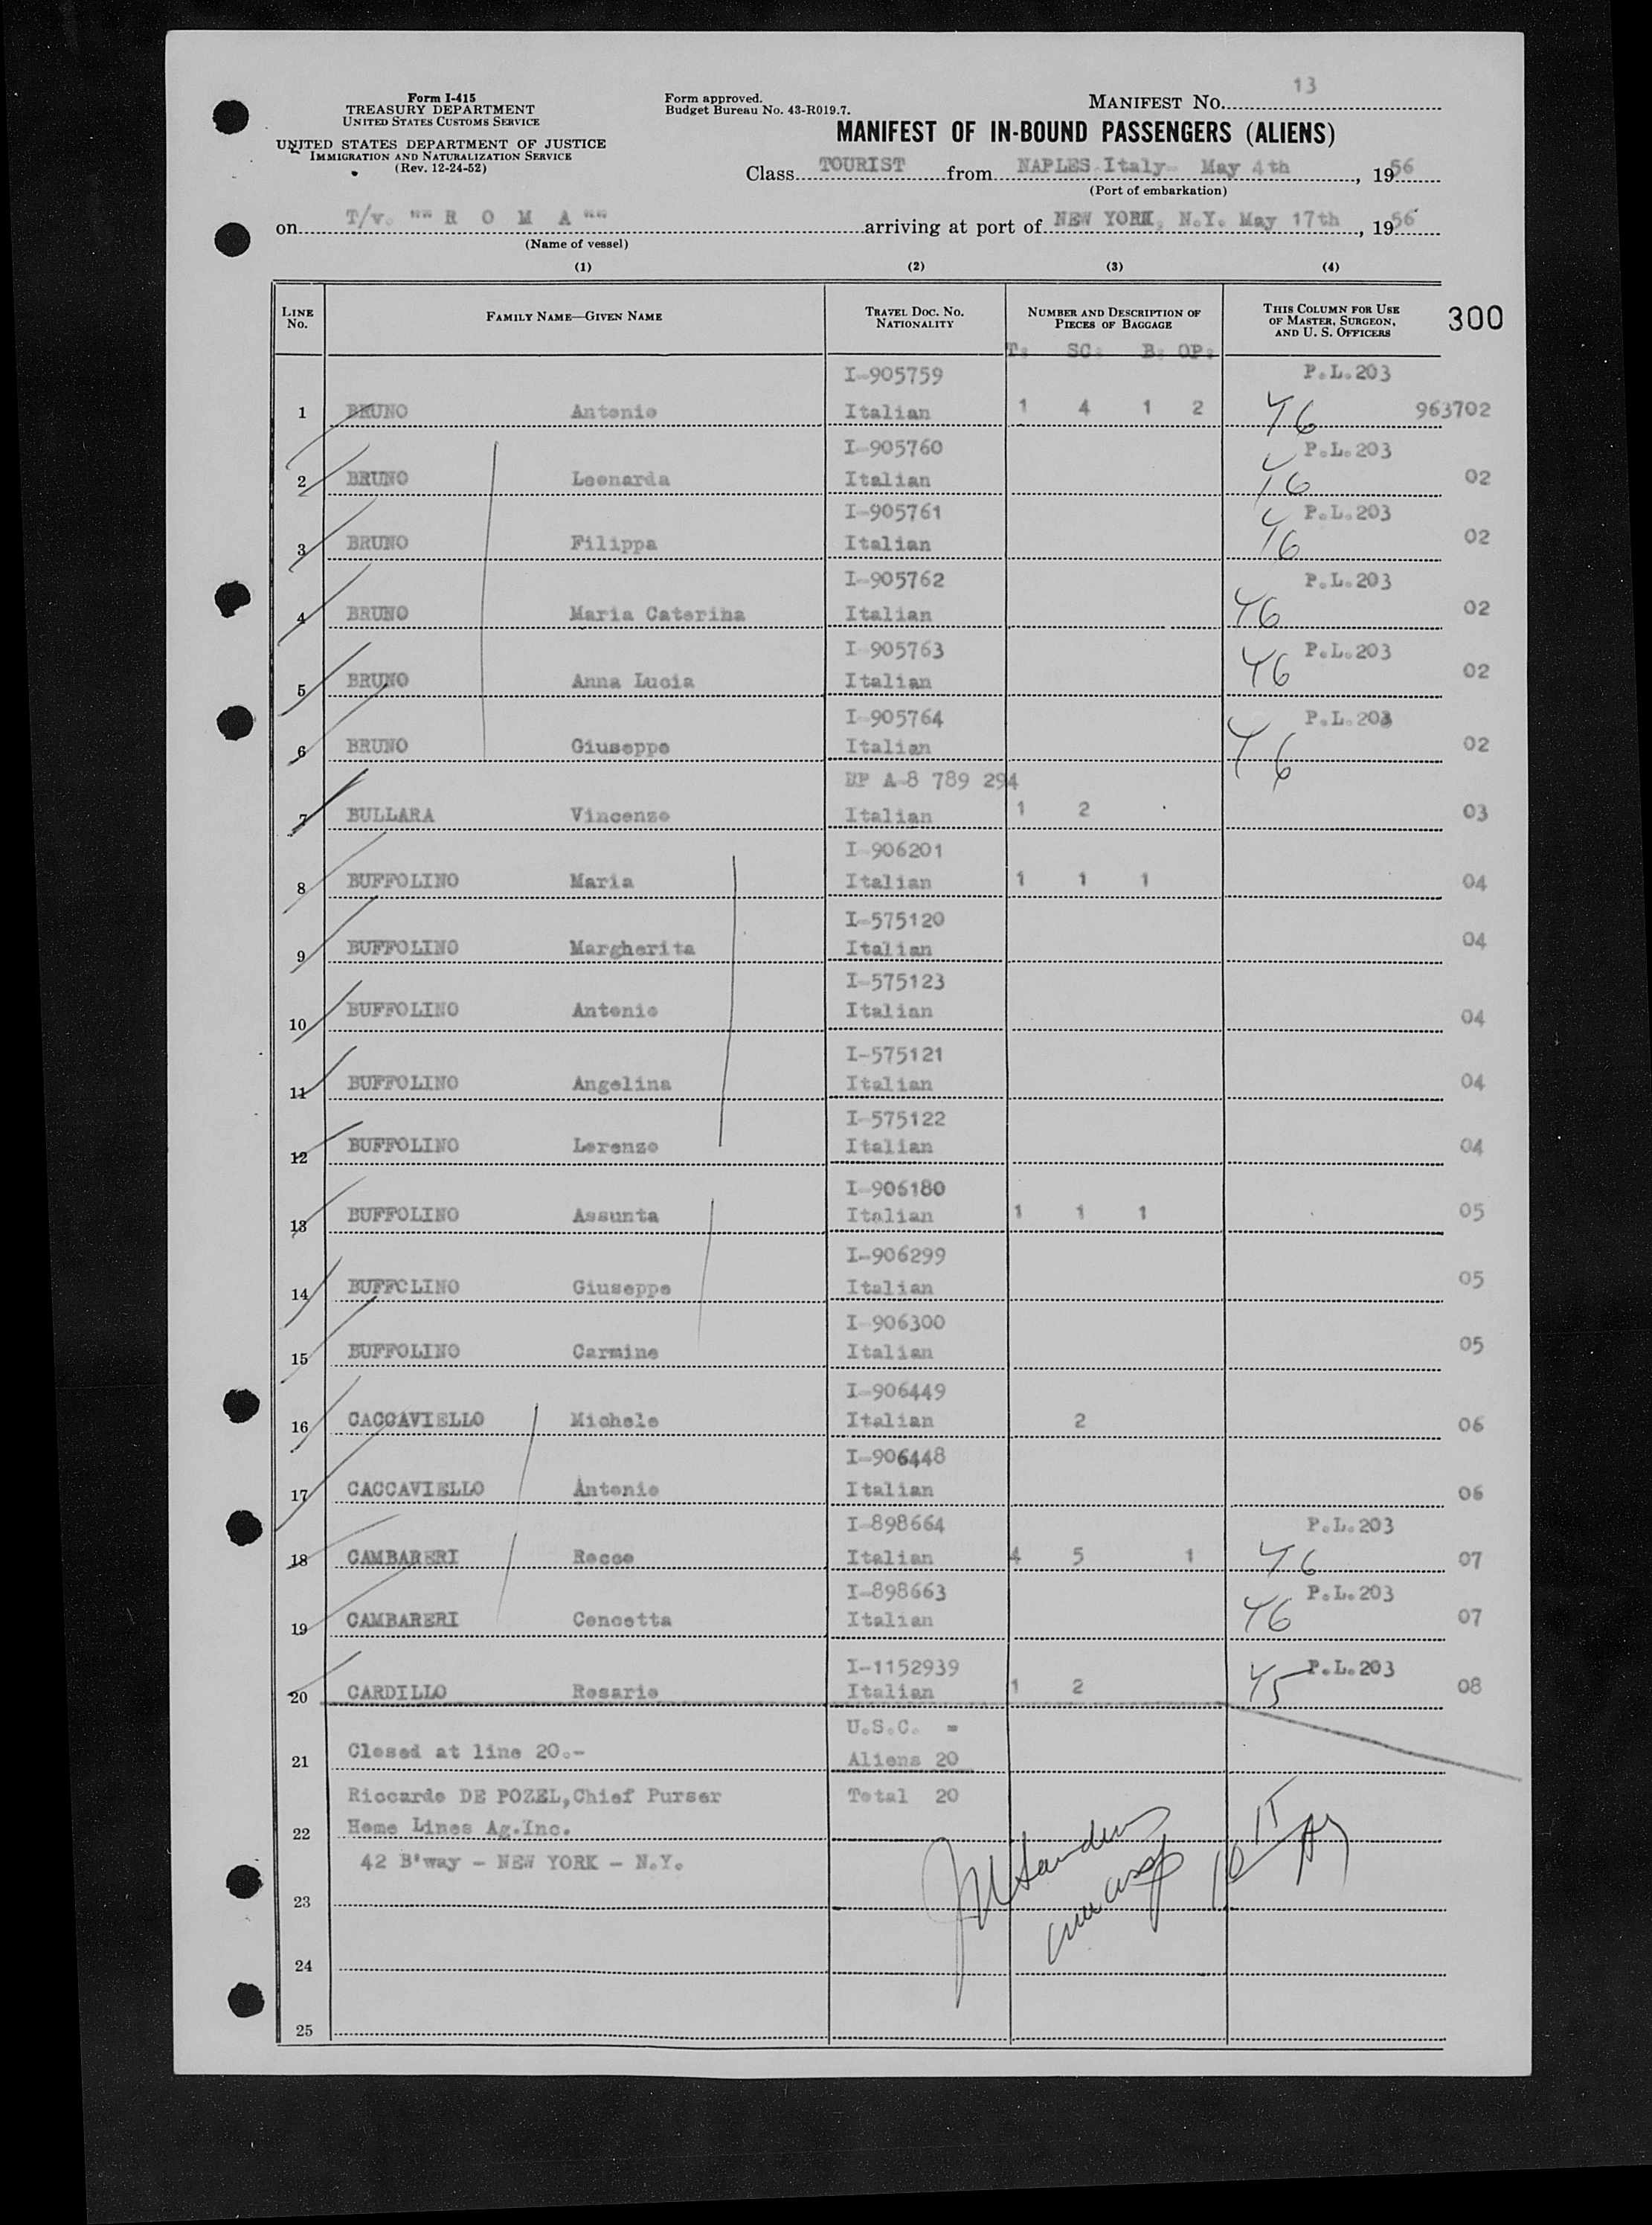 13
Form I-415
TREASURY DEPARTMENT
UNITED STATES CUSTOMS SERVICE
UNITED STATES DEPARTMENT OF JUSTICE
IMMIGRATION AND NATURALIZATION SERVICE
(Rev. 12-24-52)
Form approved.
Budget Bureau No. 43-R019.7.
MANIFEST NO.
MANIFEST OF IN-BOUND PASSENGERS (ALIENS)
Class TOURIST from NAPLES Italy- May 4th, 1956
(Port of embarkation)
on T/v. "" R O M A "" arriving at port of NEW YORK, N.Y. May 17th, 1956
(Name of vessel)
(1) (2) (3) (4)
LINE No. FAMILY NAME—GIVEN NAME TRAVEL DOC. NO. NATIONALITY NUMBER AND DESCRIPTION OF PIECES OF BAGGAGE THIS COLUMN FOR USE OF MASTER, SURGEON, AND U. S. OFFICERS 300
T: SC: B: OP:
I-905759 P.L.203
1 BRUNO Antonio Italian 1 4 1 2 Y6 963702
I-905760 P.L.203
2 BRUNO Leonarda Italian Y6 02
I-905761 P.L.203
3 BRUNO Filippa Italian Y6 02
I-905762 P.L.203
4 BRUNO Maria Caterina Italian Y6 02
I-905763 P.L.203
5 BRUNO Anna Lucia Italian Y6 02
I-905764 P.L.203
6 BRUNO Giuseppe Italian Y6 02
A-8 789 294
7 BULLARA Vincenzo Italian 1 2 03
I-906201
8 BUFFOLINO Maria Italian 1 1 1 04
I-575120
9 BUFFOLINO Margherita Italian 04
I-575123
10 BUFFOLINO Antonio Italian 04
I-575121
11 BUFFOLINO Angelina Italian 04
I-575122
12 BUFFOLINO Lorenzo Italian 04
I-906180
13 BUFFOLINO Assunta Italian 1 1 1 05
I-906299
14 BUFFOLINO Giuseppe Italian 05
I-906300
15 BUFFOLINO Carmine Italian 05
I-906449
16 CACCAVIELLO Michele Italian 2 06
I-906448
17 CACCAVIELLO Antonio Italian 06
I-898664 P.L.203
18 CAMBARERI Rocco Italian 4 5 1 Y6 07
I-898663 P.L.203
19 CAMBARERI Concetta Italian Y6 07
I-1152939 P.L.203
20 CARDILLO Rosario Italian 1 2 Y5 08
U.S.C. =
21 Closed at line 20.- Aliens 20
Riccardo DE POZEL, Chief Purser Total 20
22 Home Lines Ag.Inc.
42 B'way - NEW YORK - N.Y.
23
24
25